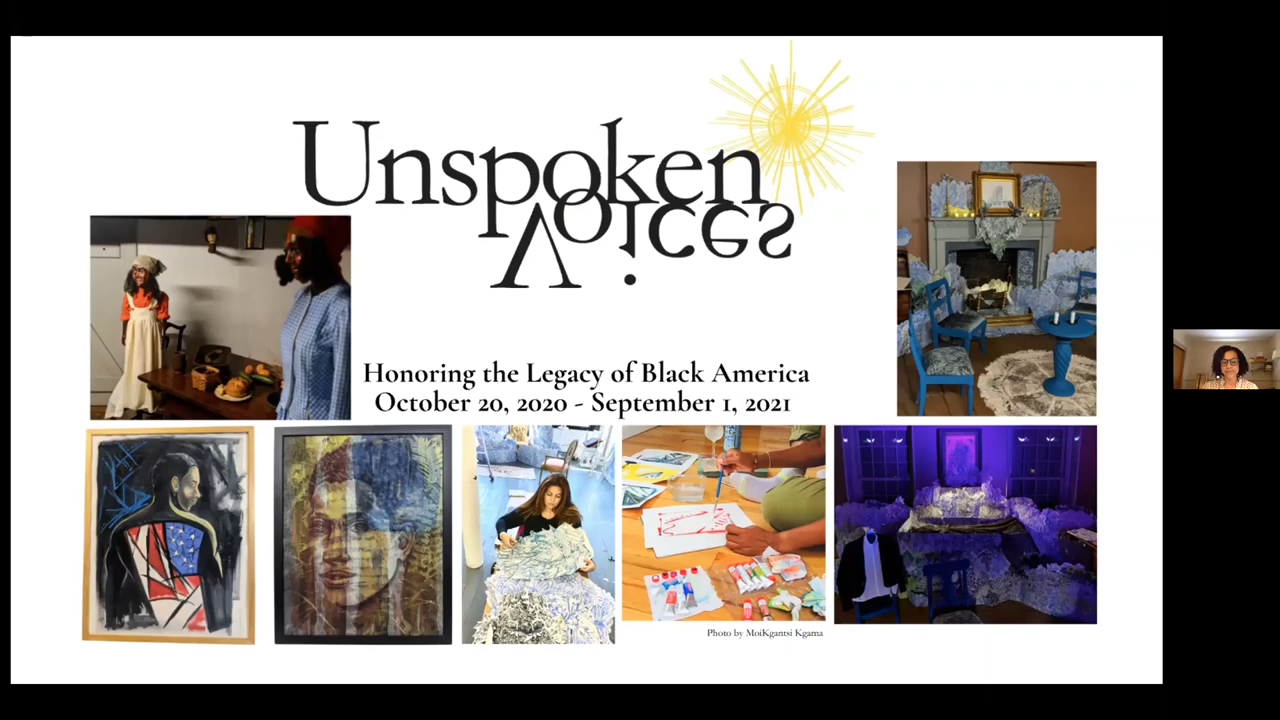 Unspoken
Voices
Honoring the Legacy of Black America
October 20, 2020 - September 1, 2021
Photo by MoiKgantsi Kgama